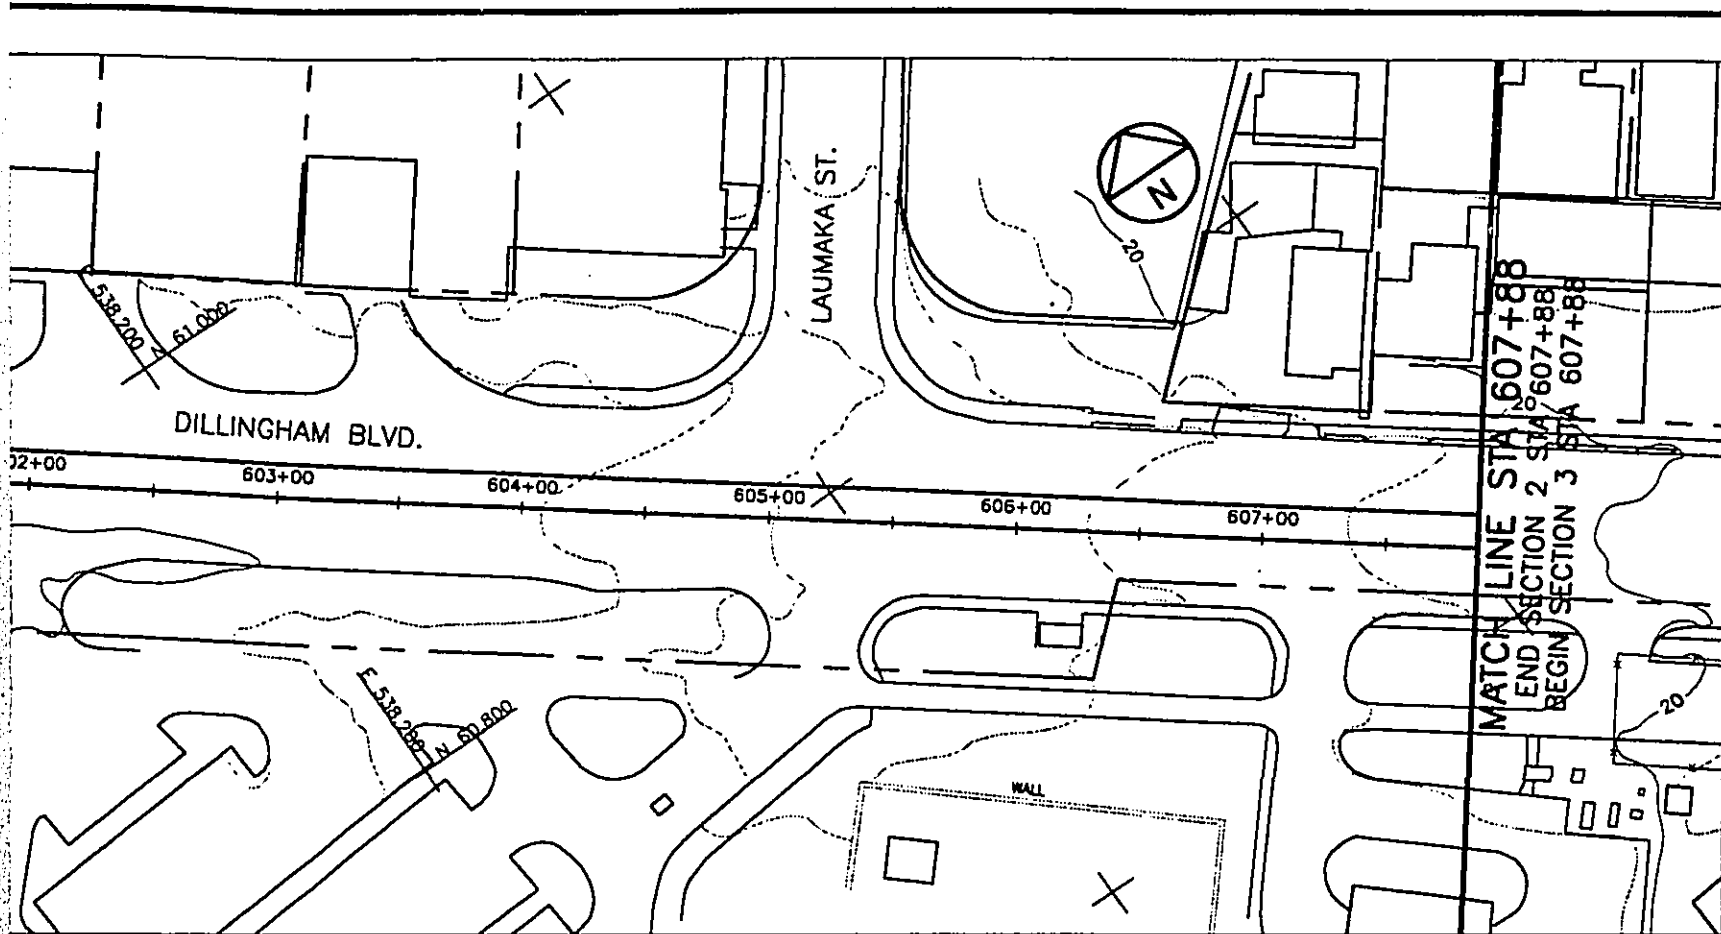 LAUMAKA ST.
N
20
538,200
N 61,000
DILLINGHAM BLVD.
02+00
603+00
604+00
605+00
606+00
607+00
20
MATCH LINE STA 607+88
END SECTION 2 STA 607+88
BEGIN SECTION 3 STA 607+88
E 538,200
N 60,800
20
WALL